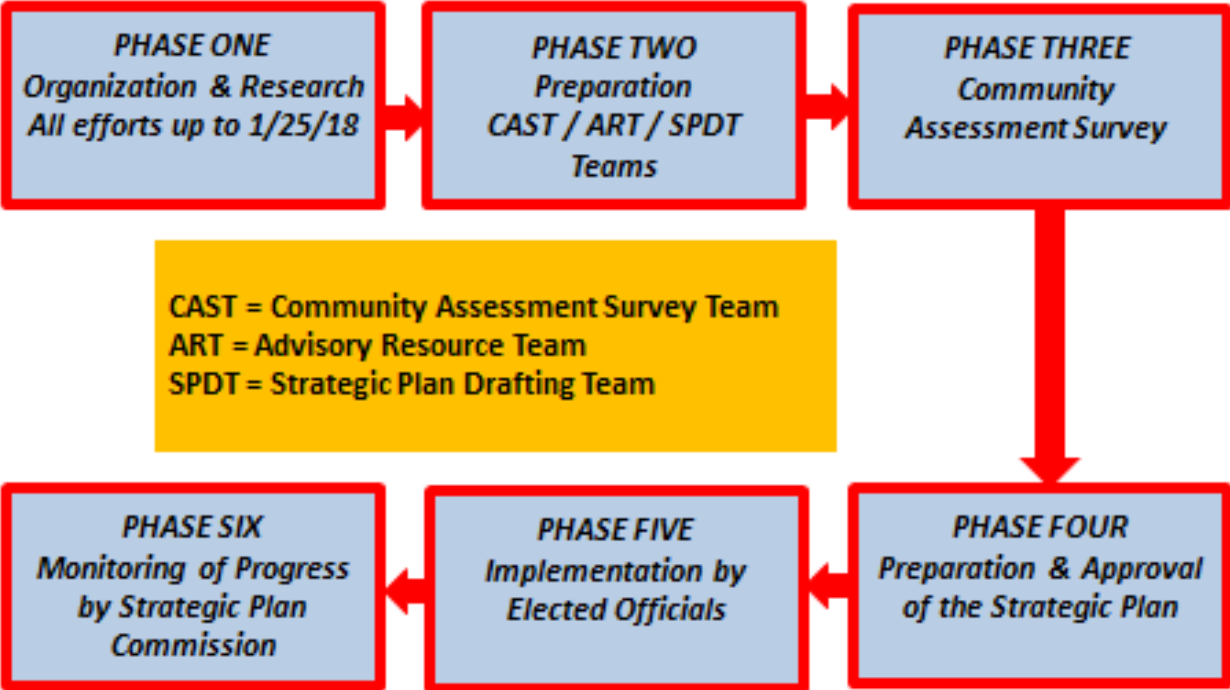 PHASE ONE
Organization & Research
All efforts up to 1/25/18
PHASE TWO
Preparation
CAST / ART / SPDT
Teams
PHASE THREE
Community
Assessment Survey
CAST = Community Assessment Survey Team
ART = Advisory Resource Team
SPDT = Strategic Plan Drafting Team
PHASE FOUR
Preparation & Approval
of the Strategic Plan
PHASE FIVE
Implementation by
Elected Officials
PHASE SIX
Monitoring of Progress
by Strategic Plan
Commission